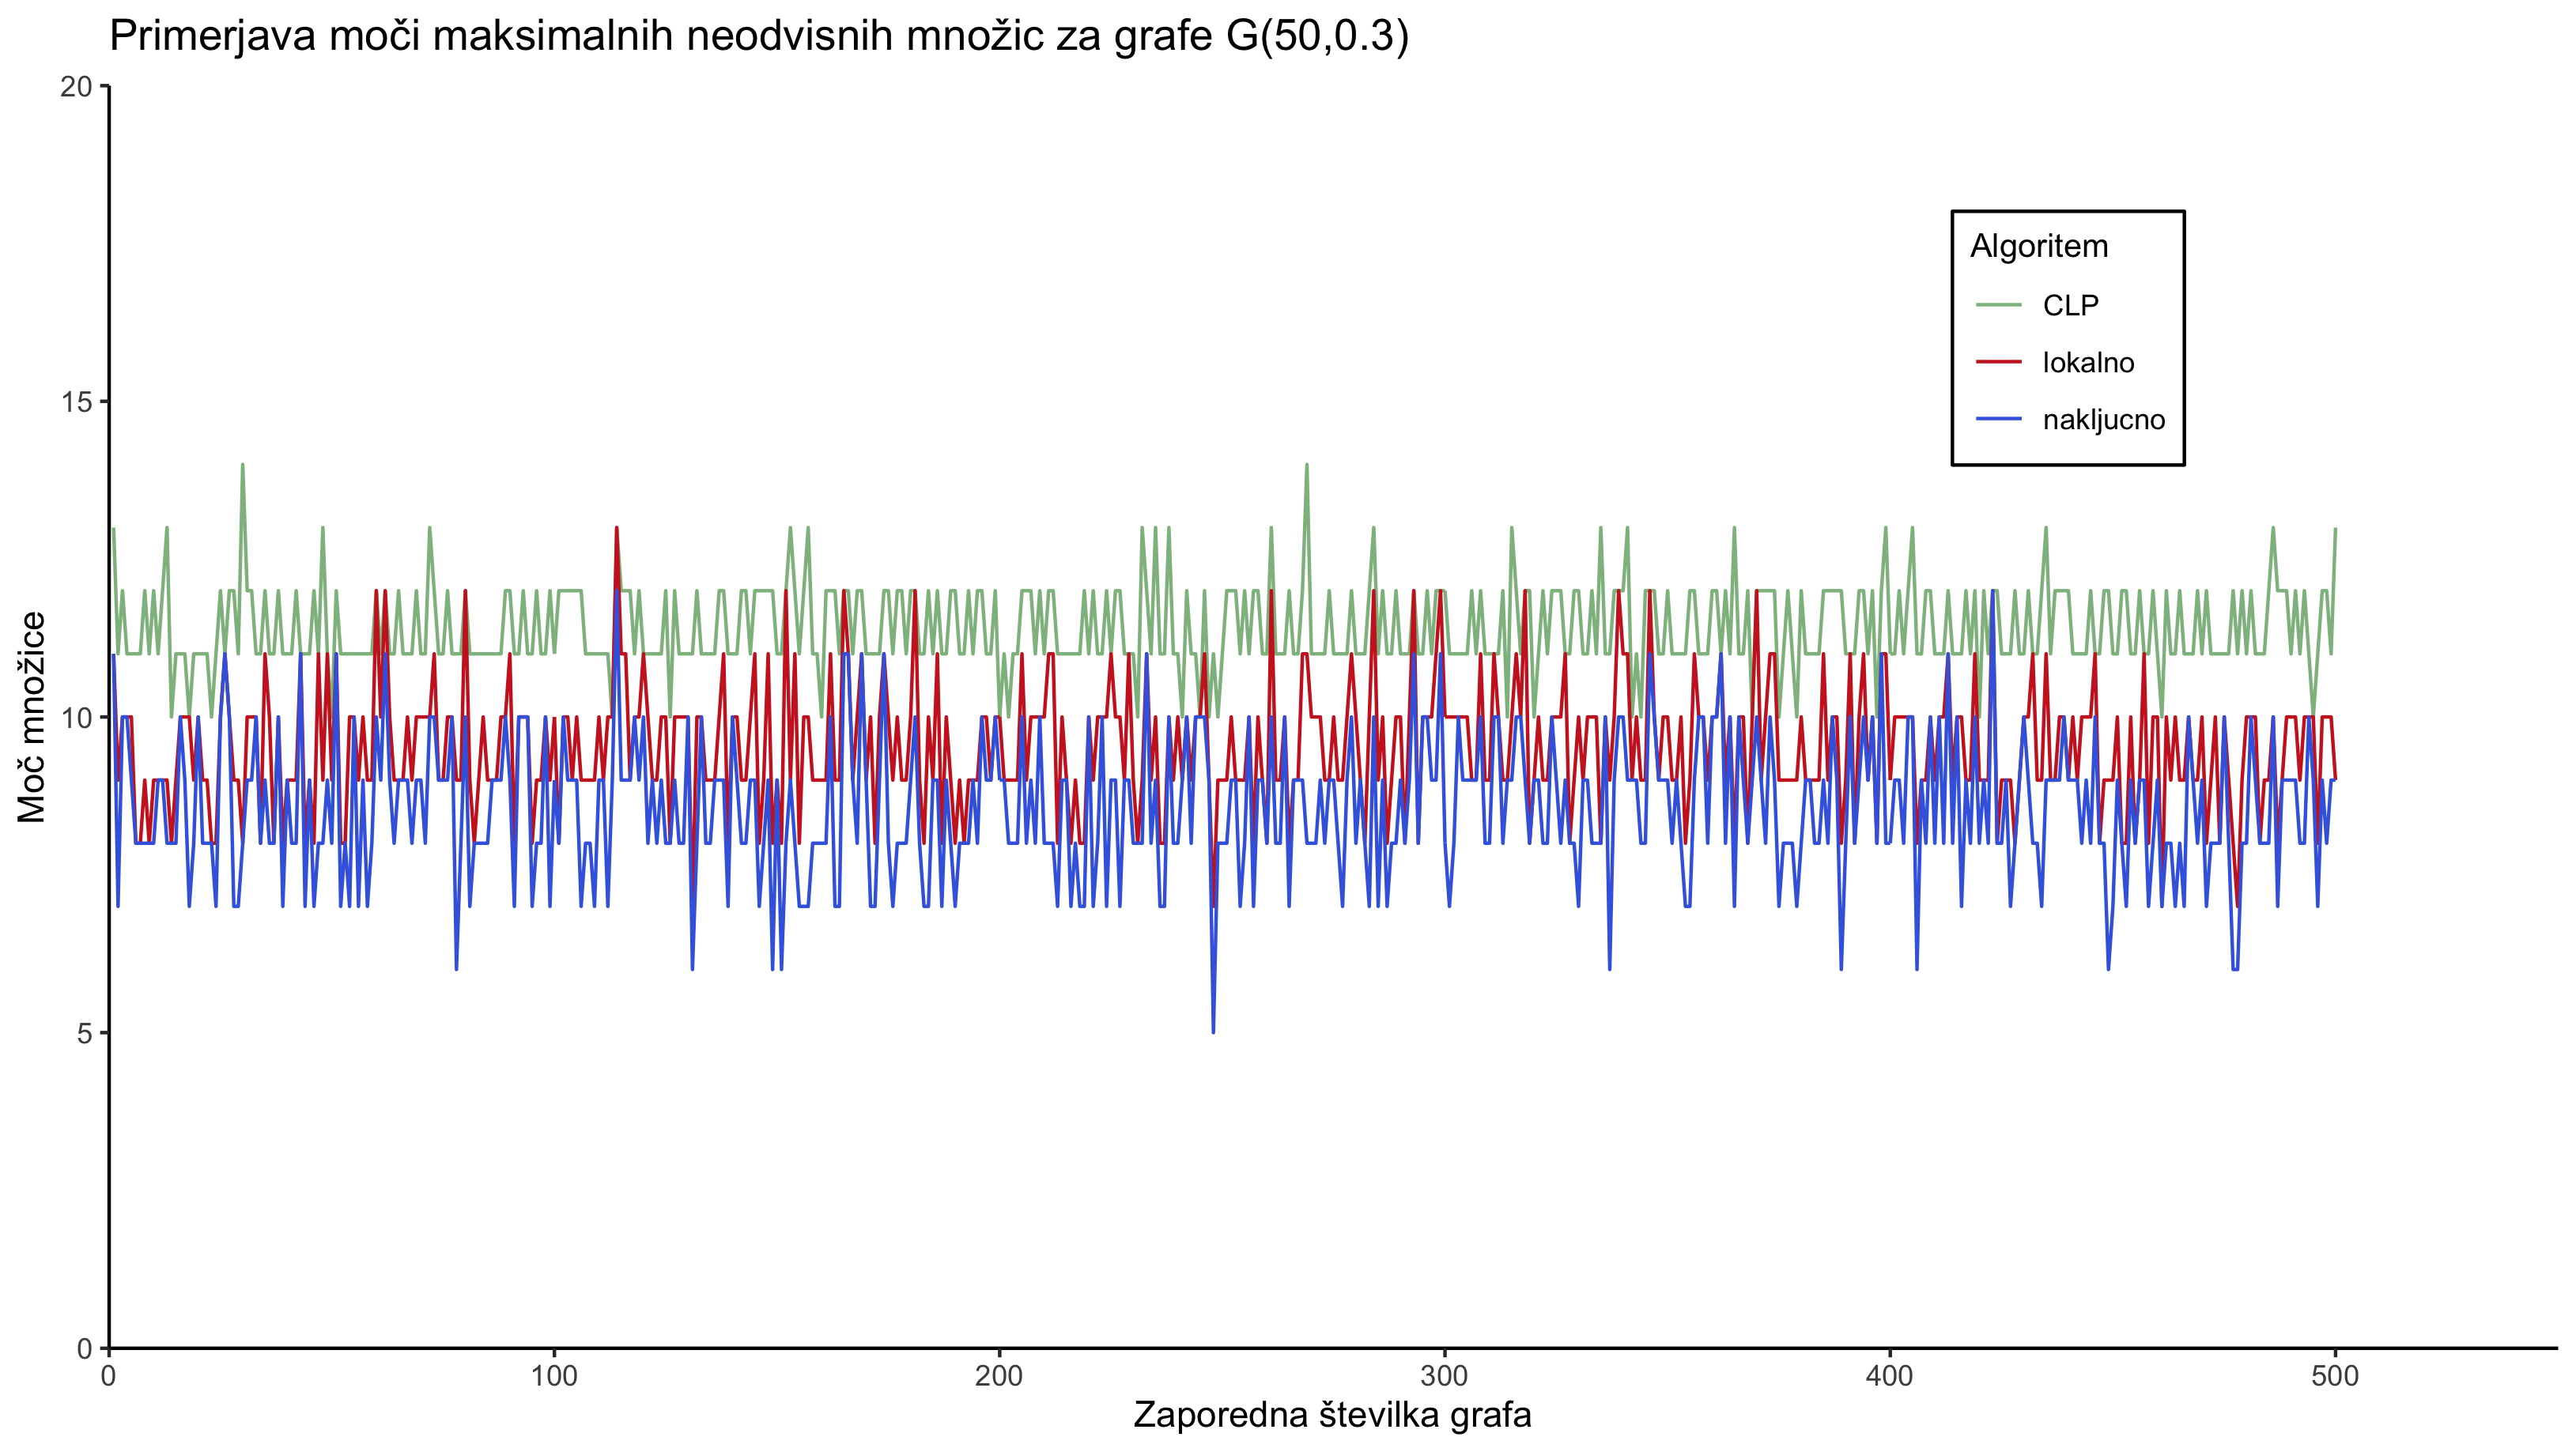 Primerjava moči maksimalnih neodvisnih množic za grafe G(50,0.3)
20
15
10
5
0
Moč množice
Algoritem
CLP
lokalno
nakljucno
0 100 200 300 400 500
Zaporedna številka grafa